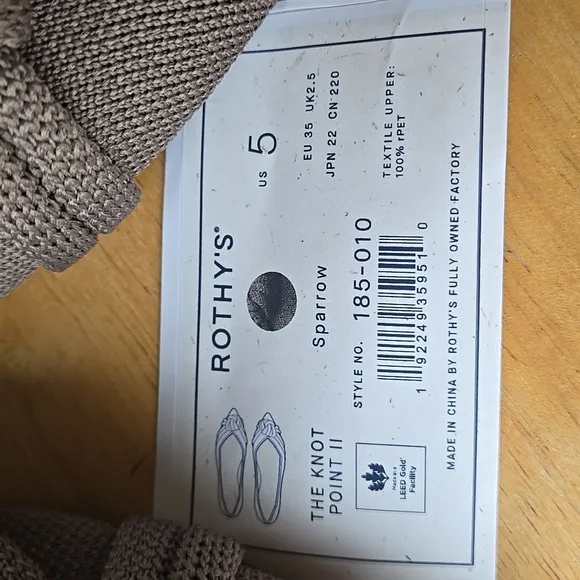 ROTHY'S®
US 5
EU 35 UK2.5
JPN 22 CN 220
Sparrow
TEXTILE UPPER:
100% rPET
THE KNOT
POINT II
STYLE NO. 185-010
1 92249 35951 0
Made in a
LEED Gold®
Facility
MADE IN CHINA BY ROTHY'S FULLY OWNED FACTORY